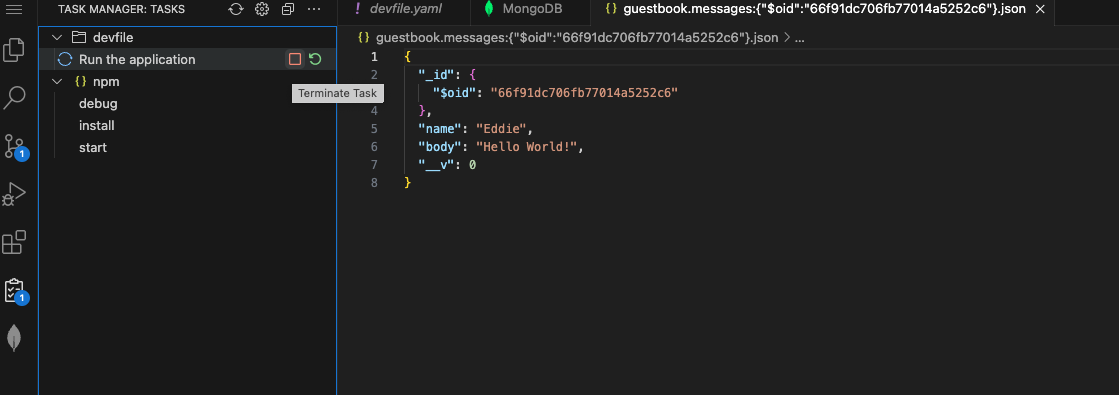 TASK MANAGER: TASKS
devfile
Run the application
Terminate Task
{} npm
debug
install
start
1
1
! devfile.yaml
MongoDB
{} guestbook.messages:{"$oid":"66f91dc706fb77014a5252c6"}.json
{} guestbook.messages:{"$oid":"66f91dc706fb77014a5252c6"}.json > ...
1 {
2 "_id": {
"$oid": "66f91dc706fb77014a5252c6"
4 },
5 "name": "Eddie",
6 "body": "Hello World!",
7 "__v": 0
8 }